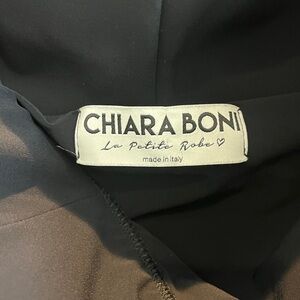 CHIARA BONI
La Petite Robe ♡
made in Italy